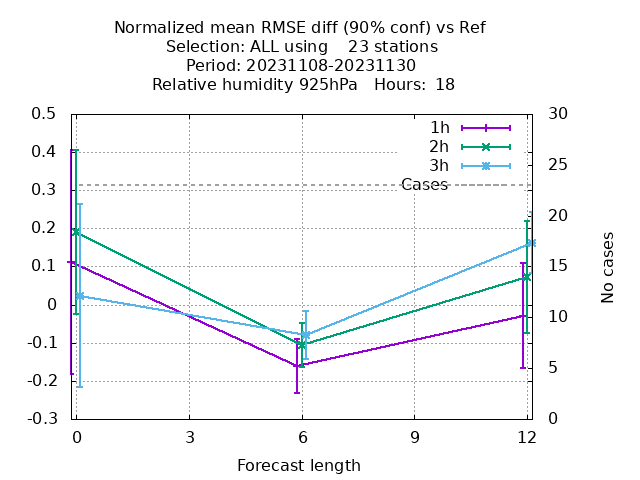 Normalized mean RMSE diff (90% conf) vs Ref
Selection: ALL using    23 stations
Period: 20231108-20231130
Relative humidity 925hPa   Hours:  18
0.5
0.4
0.3
0.2
0.1
0
-0.1
-0.2
-0.3
30
25
20
15
10
5
0
1h
2h
3h
Cases
No cases
0
3
6
9
12
Forecast length